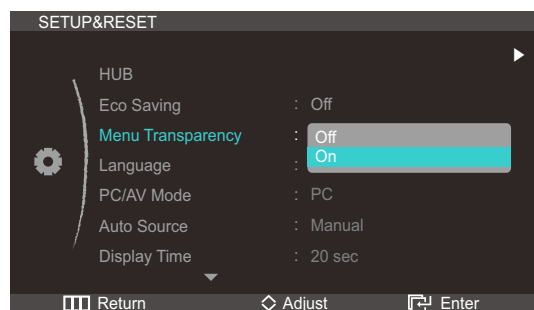 SETUP&RESET
HUB
Eco Saving : Off
Menu Transparency : Off
Language : On
PC/AV Mode : PC
Auto Source : Manual
Display Time : 20 sec
Return Adjust Enter